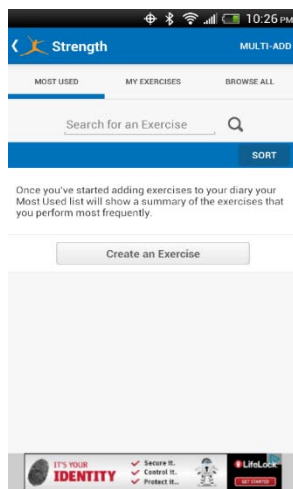 10:26 PM
Strength
MULTI-ADD
MOST USED
MY EXERCISES
BROWSE ALL
Search for an Exercise
SORT
Once you've started adding exercises to your diary your
Most Used list will show a summary of the exercises that
you perform most frequently.
Create an Exercise
IT'S YOUR
IDENTITY
Secure it.
Control it.
Protect it...
LifeLock
GET STARTED